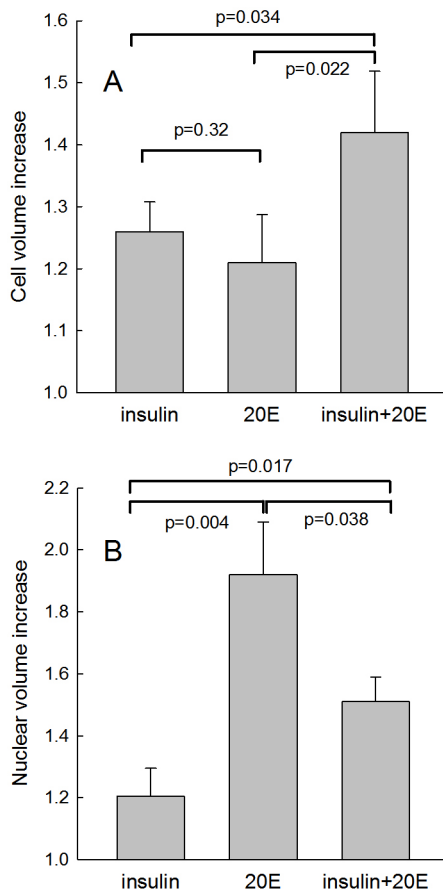 1.6
p=0.034
A
p=0.022
1.5
1.4
p=0.32
1.3
1.2
1.1
1.0
Cell volume increase
insulin 20E insulin+20E
p=0.017
2.2
p=0.004 p=0.038
B
2.0
1.8
1.6
1.4
1.2
1.0
Nuclear volume increase
insulin 20E insulin+20E